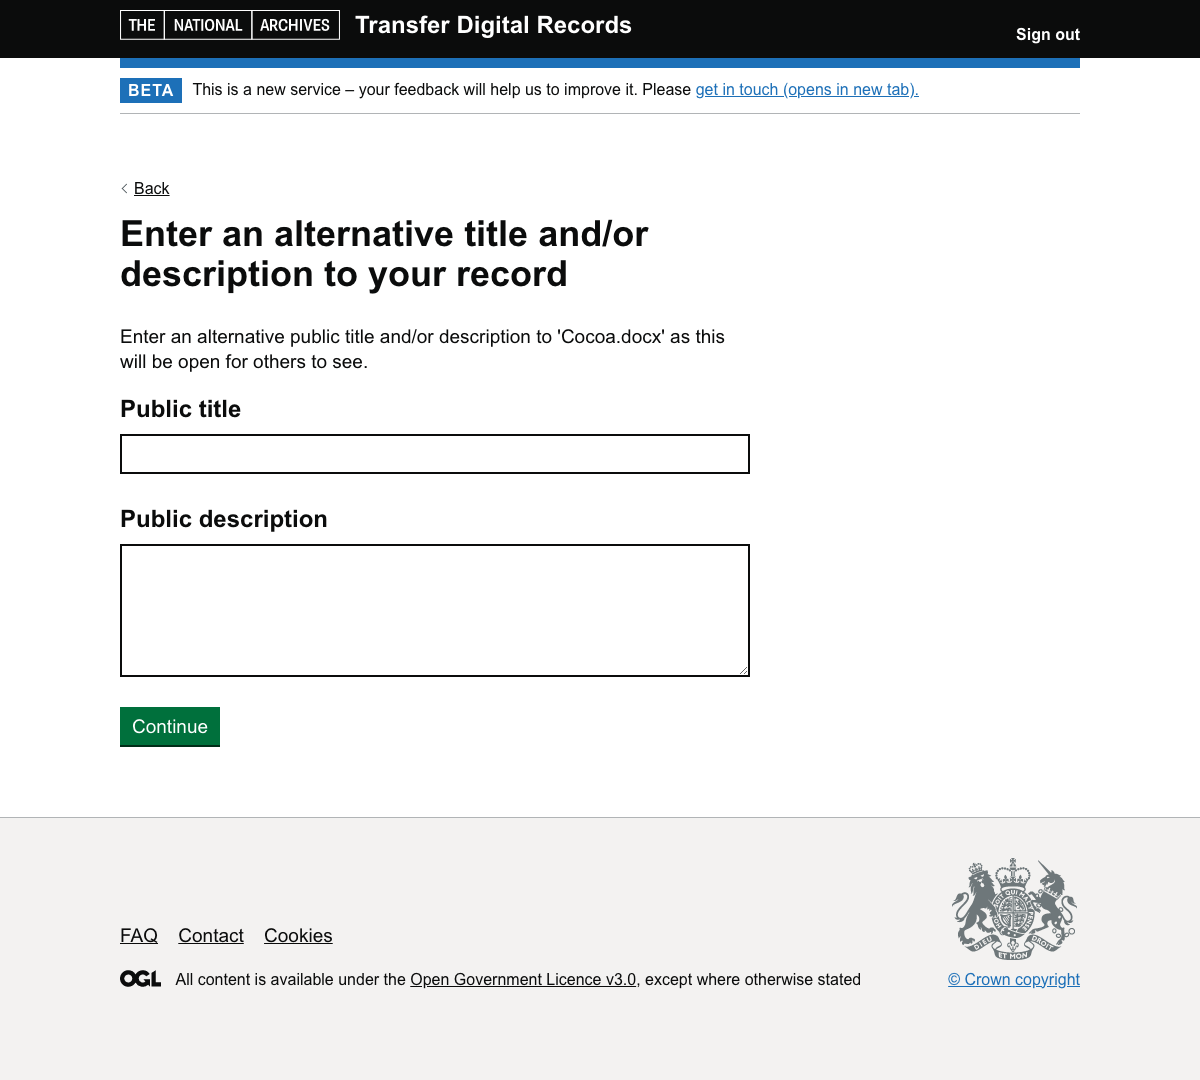 THE NATIONAL ARCHIVES Transfer Digital Records
Sign out
BETA This is a new service – your feedback will help us to improve it. Please get in touch (opens in new tab).
Back
Enter an alternative title and/or
description to your record
Enter an alternative public title and/or description to 'Cocoa.docx' as this
will be open for others to see.
Public title
Public description
Continue
FAQ Contact Cookies
OGL All content is available under the Open Government Licence v3.0, except where otherwise stated
DIEU ET MON DROIT
© Crown copyright